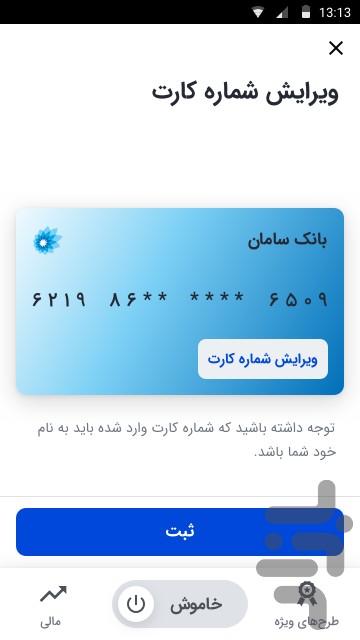 13:13
ویرایش شماره کارت
بانک سامان
۶۲۱۹ ۸۶** **** ۶۵۰۹
ویرایش شماره کارت
توجه داشته باشید که شماره کارت وارد شده باید به نام
خود شما باشد.
ثبت
مالی
خاموش
طرح‌های ویژه